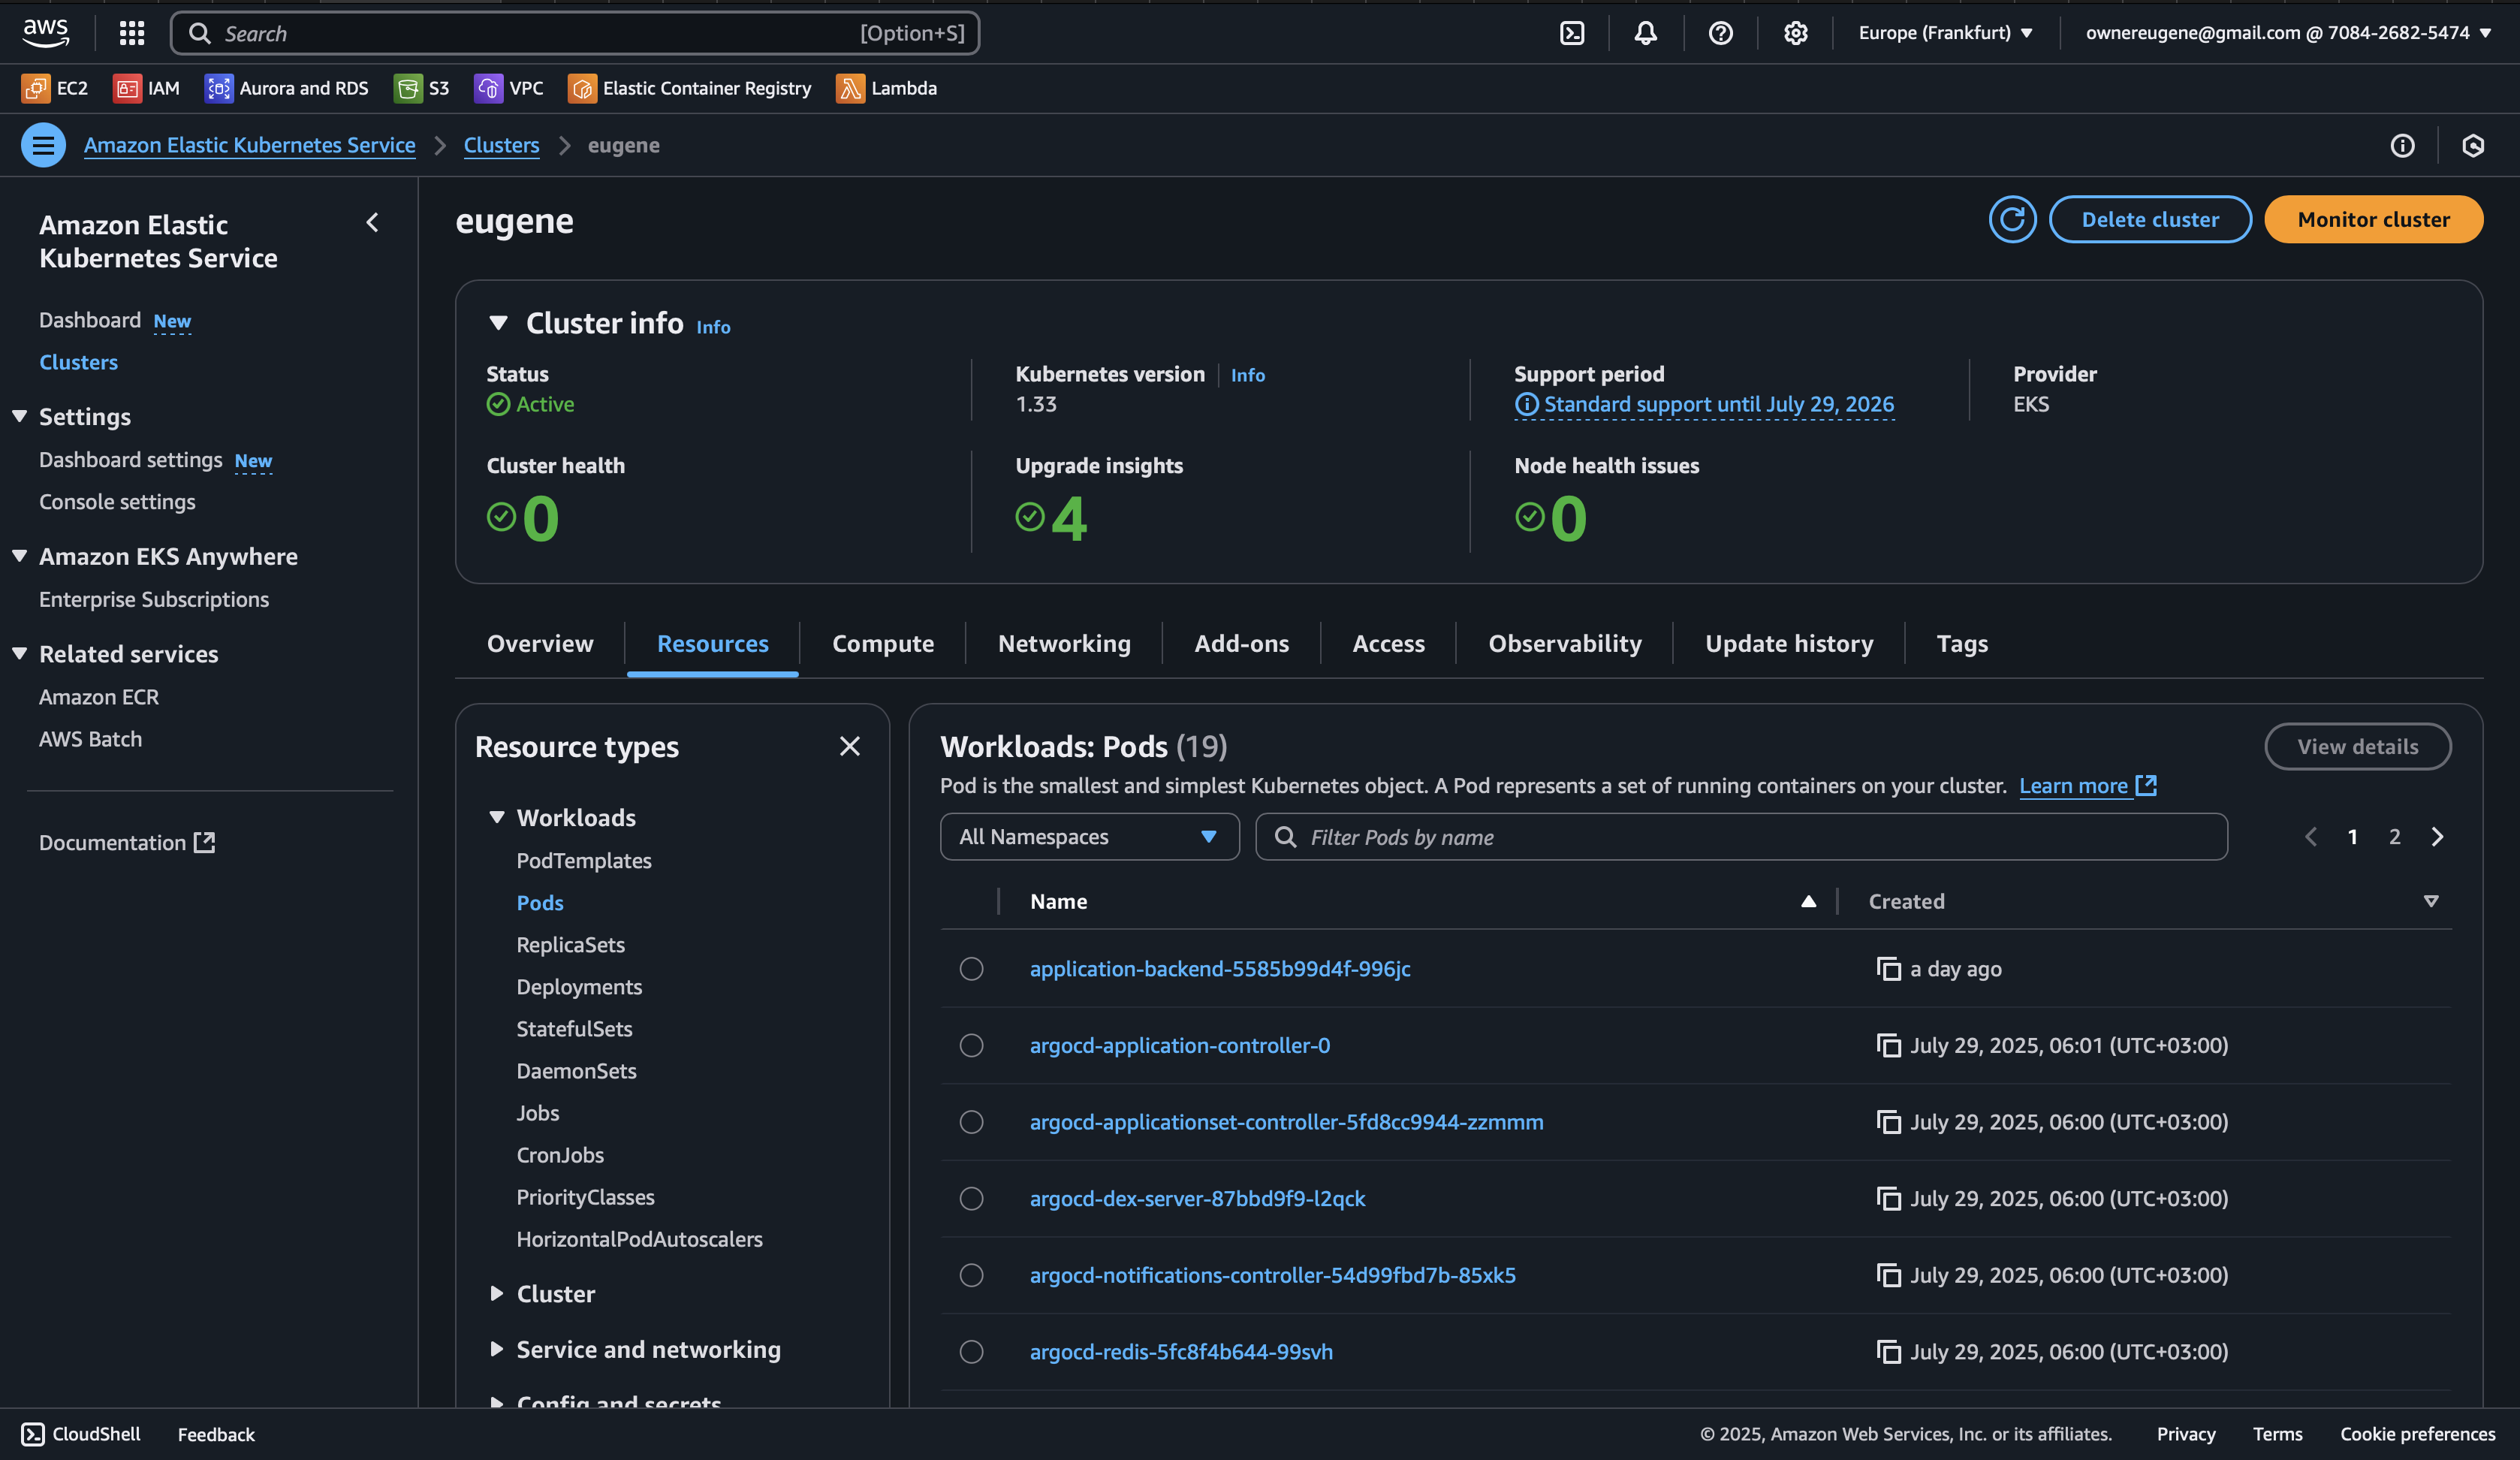 aws
Search [Option+S]
Europe (Frankfurt)
ownereugene@gmail.com @ 7084-2682-5474
EC2
IAM
Aurora and RDS
S3
VPC
Elastic Container Registry
Lambda
Amazon Elastic Kubernetes Service
Clusters
eugene
Amazon Elastic
Kubernetes Service
Dashboard New
Clusters
Settings
Dashboard settings New
Console settings
Amazon EKS Anywhere
Enterprise Subscriptions
Related services
Amazon ECR
AWS Batch
Documentation
eugene
Delete cluster
Monitor cluster
Cluster info Info
Status
Active
Kubernetes version Info
1.33
Support period
Standard support until July 29, 2026
Provider
EKS
Cluster health
0
Upgrade insights
4
Node health issues
0
Overview
Resources
Compute
Networking
Add-ons
Access
Observability
Update history
Tags
Resource types
Workloads
PodTemplates
Pods
ReplicaSets
Deployments
StatefulSets
DaemonSets
Jobs
CronJobs
PriorityClasses
HorizontalPodAutoscalers
Cluster
Service and networking
Config and secrets
Workloads: Pods (19)
View details
Pod is the smallest and simplest Kubernetes object. A Pod represents a set of running containers on your cluster. Learn more
All Namespaces
Filter Pods by name
1 2
Name Created
application-backend-5585b99d4f-996jc a day ago
argocd-application-controller-0 July 29, 2025, 06:01 (UTC+03:00)
argocd-applicationset-controller-5fd8cc9944-zzmmm July 29, 2025, 06:00 (UTC+03:00)
argocd-dex-server-87bbd9f9-l2qck July 29, 2025, 06:00 (UTC+03:00)
argocd-notifications-controller-54d99fbd7b-85xk5 July 29, 2025, 06:00 (UTC+03:00)
argocd-redis-5fc8f4b644-99svh July 29, 2025, 06:00 (UTC+03:00)
CloudShell
Feedback
© 2025, Amazon Web Services, Inc. or its affiliates.
Privacy
Terms
Cookie preferences